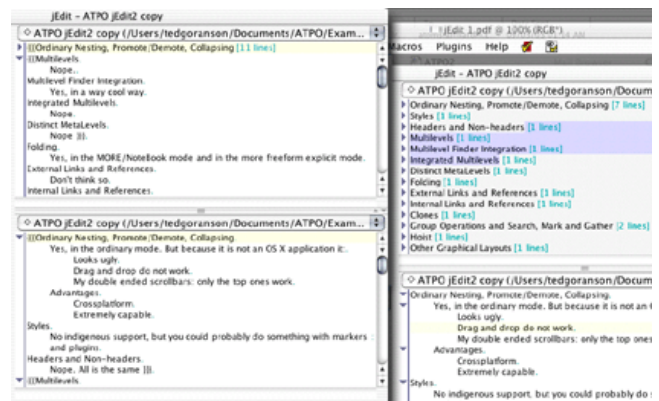 jEdit - ATPO jEdit2 copy
ATPO jEdit2 copy (/Users/tedgoranson/Documents/ATPO/Exam...
{{{Ordinary Nesting, Promote/Demote, Collapsing [11 lines]
{{{Multilevels.
Nope..
Multilevel Finder Integration.
Yes, in a way cool way.
Integrated Multilevels.
Nope.
Distinct MetaLevels.
Nope }}}.
Folding.
Yes, in the MORE/NoteBook mode and in the more freeform explicit mode.
External Links and References.
Don't think so.
Internal Links and References.
ATPO jEdit2 copy (/Users/tedgoranson/Documents/ATPO/Exam...
{{{Ordinary Nesting, Promote/Demote, Collapsing.
Yes, in the ordinary mode. But because it is not an OS X application it:.
Looks ugly.
Drag and drop do not work.
My double ended scrollbars: only the top ones work.
Advantages.
Crossplatform.
Extremely capable.
Styles.
No indigenous support, but you could probably do something with markers
and plugins.
Headers and Non-headers.
Nope. All is the same }}}.
{{{Multilevels.
jEdit 1.pdf @ 100% (RGB*)
Macros Plugins Help
ATPO2
jEdit - ATPO jEdit2 copy
ATPO jEdit2 copy (/Users/tedgoranson/Docum
Ordinary Nesting, Promote/Demote, Collapsing [7 lines]
Styles [1 lines]
Headers and Non-headers [1 lines]
Multilevels [1 lines]
Multilevel Finder Integration [1 lines]
Integrated Multilevels [1 lines]
Distinct MetaLevels [1 lines]
Folding [1 lines]
External Links and References [1 lines]
Internal Links and References [1 lines]
Clones [1 lines]
Group Operations and Search, Mark and Gather [2 lines]
Hoist [1 lines]
Other Graphical Layouts [1 lines]
ATPO jEdit2 copy (/Users/tedgoranson/Docum
Ordinary Nesting, Promote/Demote, Collapsing.
Yes, in the ordinary mode. But because it is not an
Looks ugly.
Drag and drop do not work.
My double ended scrollbars: only the top ones
Advantages.
Crossplatform.
Extremely capable.
Styles.
No indigenous support, but you could probably do